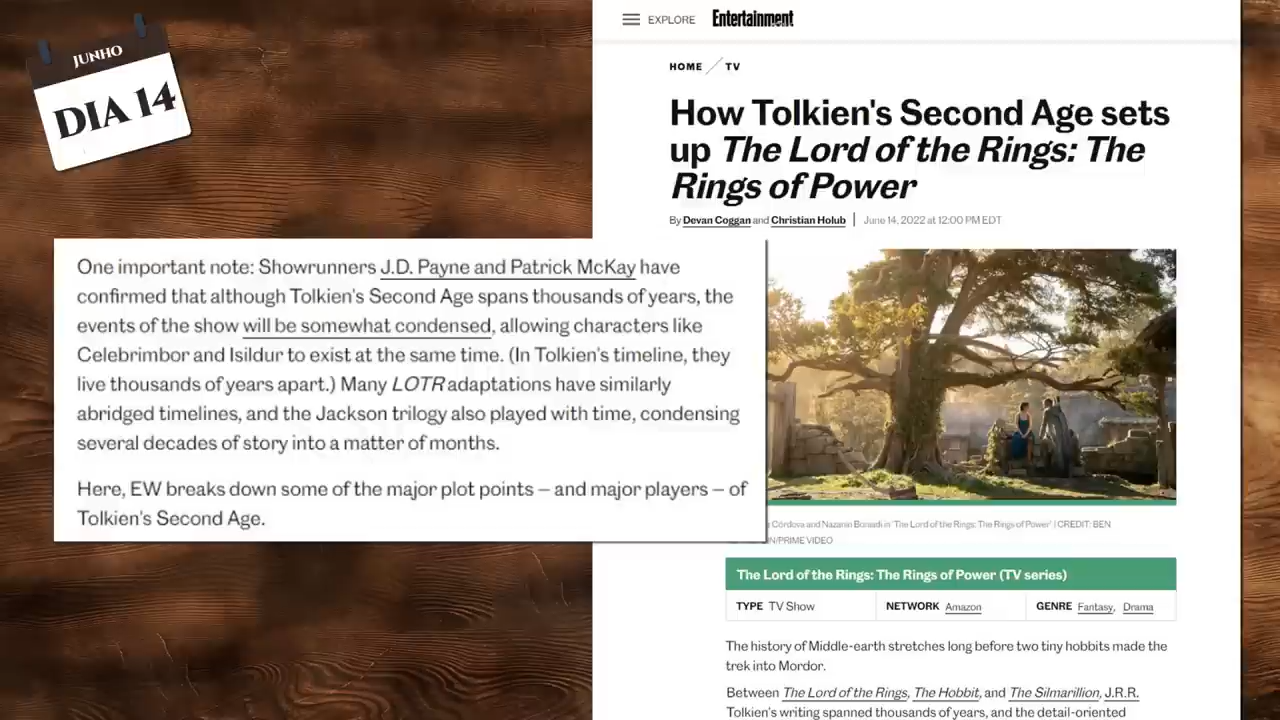 JUNHO
DIA 14
EXPLORE Entertainment
HOME / TV
How Tolkien's Second Age sets
up The Lord of the Rings: The
Rings of Power
By Devan Coggan and Christian Holub | June 14, 2022 at 12:00 PM EDT
One important note: Showrunners J.D. Payne and Patrick McKay have
confirmed that although Tolkien's Second Age spans thousands of years, the
events of the show will be somewhat condensed, allowing characters like
Celebrimbor and Isildur to exist at the same time. (In Tolkien's timeline, they
live thousands of years apart.) Many LOTR adaptations have similarly
abridged timelines, and the Jackson trilogy also played with time, condensing
several decades of story into a matter of months.
Here, EW breaks down some of the major plot points — and major players — of
Tolkien's Second Age.
Córdova and Nazanin Boniadi in 'The Lord of the Rings: The Rings of Power' | CREDIT: BEN
/PRIME VIDEO
The Lord of the Rings: The Rings of Power (TV series)
TYPE TV Show NETWORK Amazon GENRE Fantasy, Drama
The history of Middle-earth stretches long before two tiny hobbits made the
trek into Mordor.
Between The Lord of the Rings, The Hobbit, and The Silmarillion, J.R.R.
Tolkien's writing spanned thousands of years, and the detail-oriented